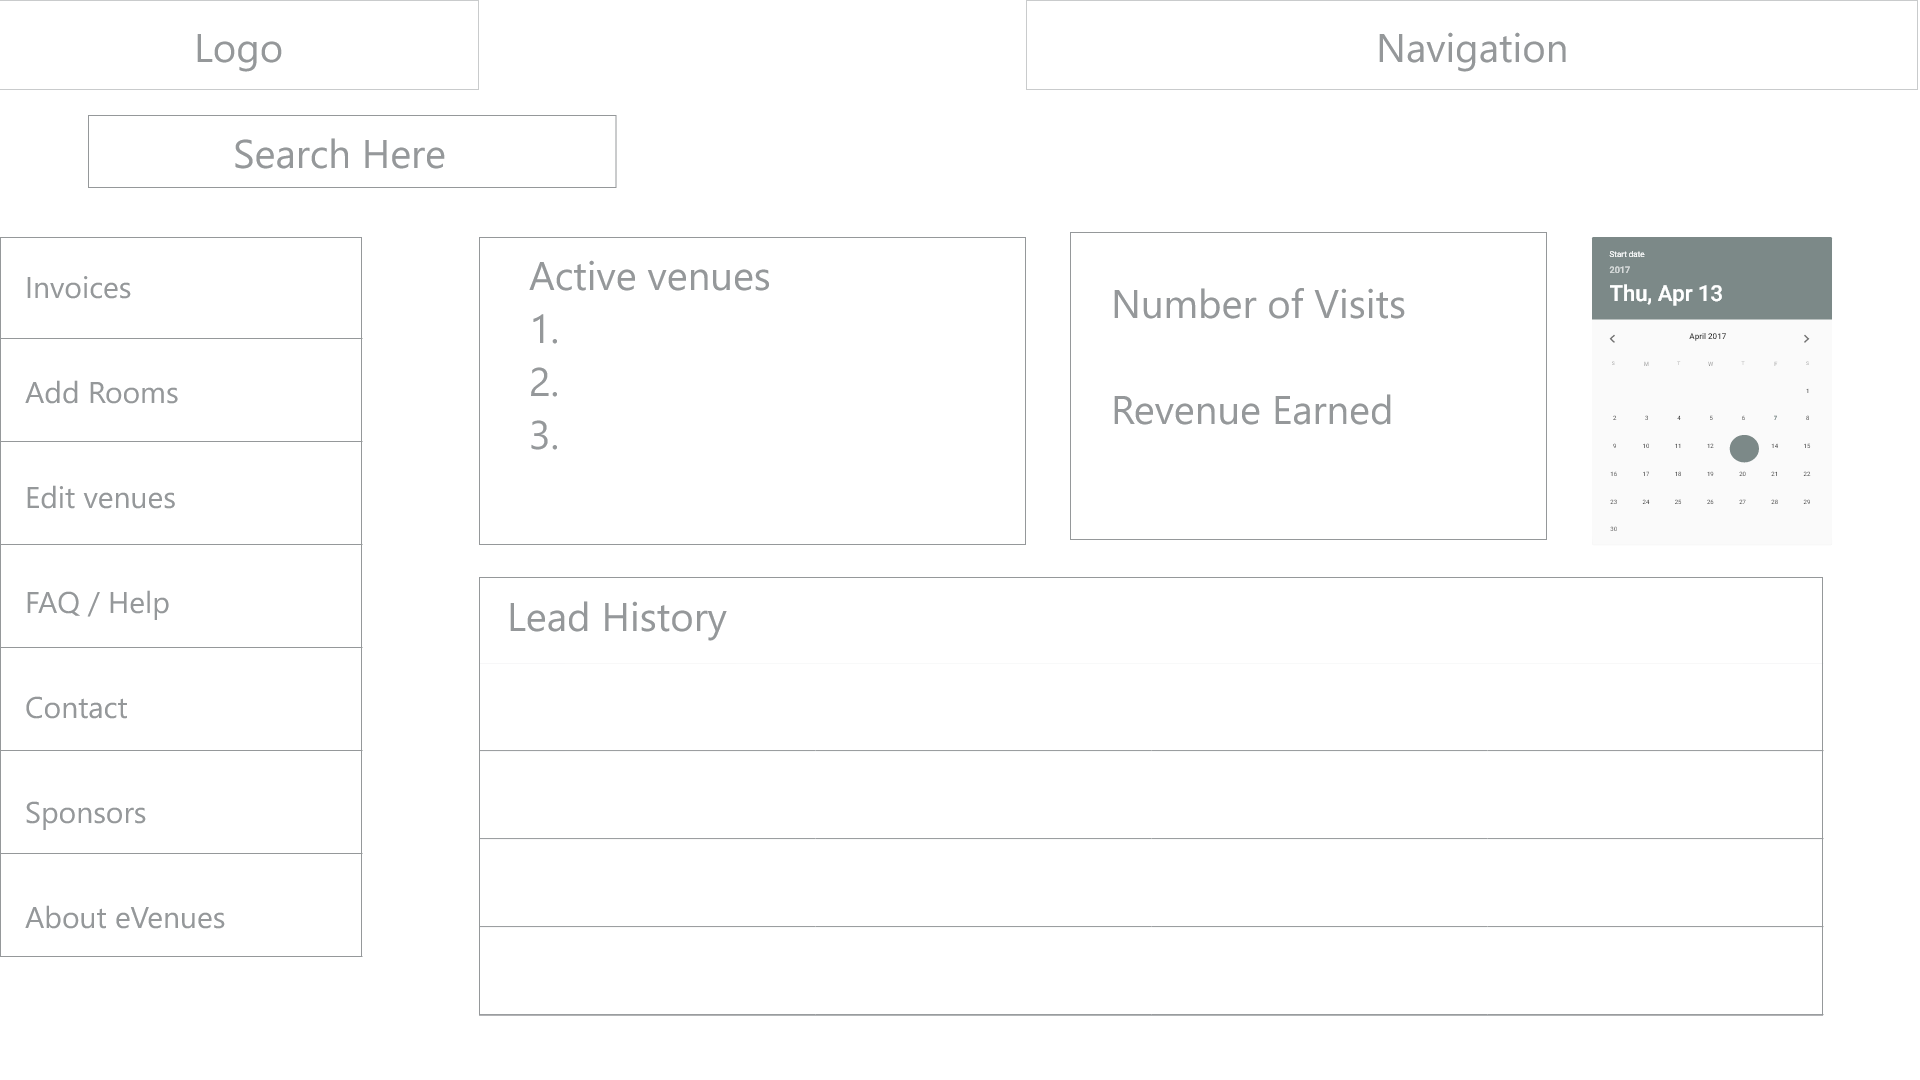 Logo
Navigation
Search Here
Invoices
Add Rooms
Edit venues
FAQ / Help
Contact
Sponsors
About eVenues
Active venues
1.
2.
3.
Number of Visits
Revenue Earned
Start date
2017
Thu, Apr 13
April 2017
S M T W T F S
1
2 3 4 5 6 7 8
9 10 11 12 14 15
16 17 18 19 20 21 22
23 24 25 26 27 28 29
30
Lead History